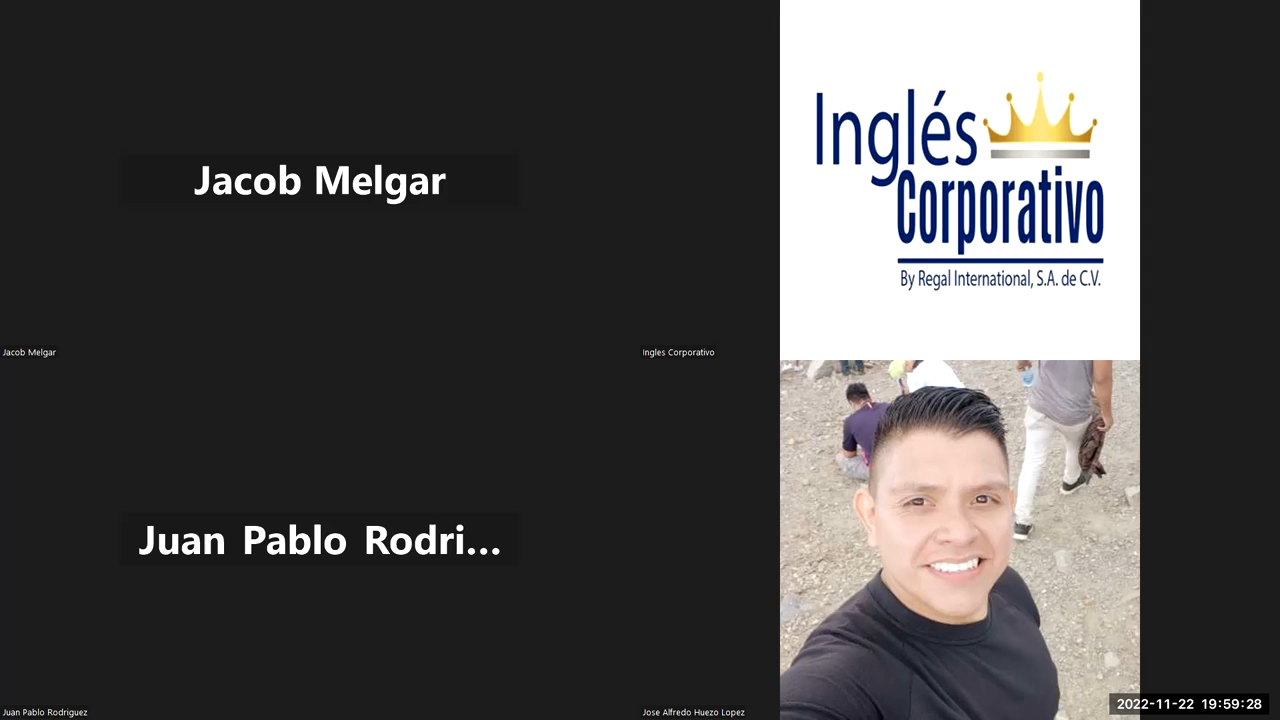 Jacob Melgar
Jacob Melgar
Inglés
Corporativo
By Regal International, S.A. de C.V.
Ingles Corporativo
Juan Pablo Rodri...
Juan Pablo Rodriguez
Jose Alfredo Huezo Lopez
2022-11-22 19:59:28